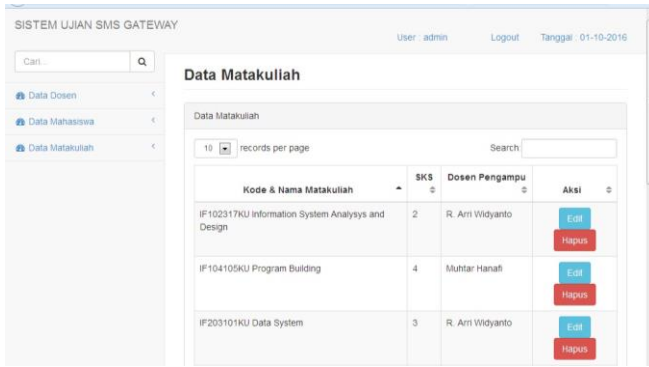 SISTEM UJIAN SMS GATEWAY
User : admin Logout Tanggal : 01-10-2016
Cari...
Data Dosen
Data Mahasiswa
Data Matakuliah
Data Matakuliah
Data Matakuliah
10 records per page Search:
Kode & Nama Matakuliah SKS Dosen Pengampu Aksi
IF102317KU Information System Analysys and
Design
2 R. Arri Widyanto Edit
Hapus
IF104105KU Program Building 4 Muhtar Hanafi Edit
Hapus
IF203101KU Data System 3 R. Arri Widyanto Edit
Hapus